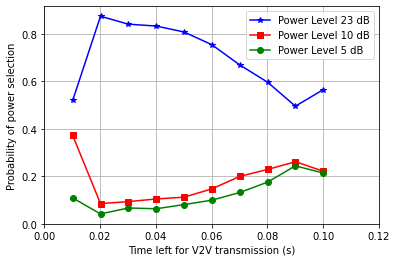 Power Level 23 dB
Power Level 10 dB
Power Level 5 dB
Probability of power selection
0.8
0.6
0.4
0.2
0.0
0.00 0.02 0.04 0.06 0.08 0.10 0.12
Time left for V2V transmission (s)